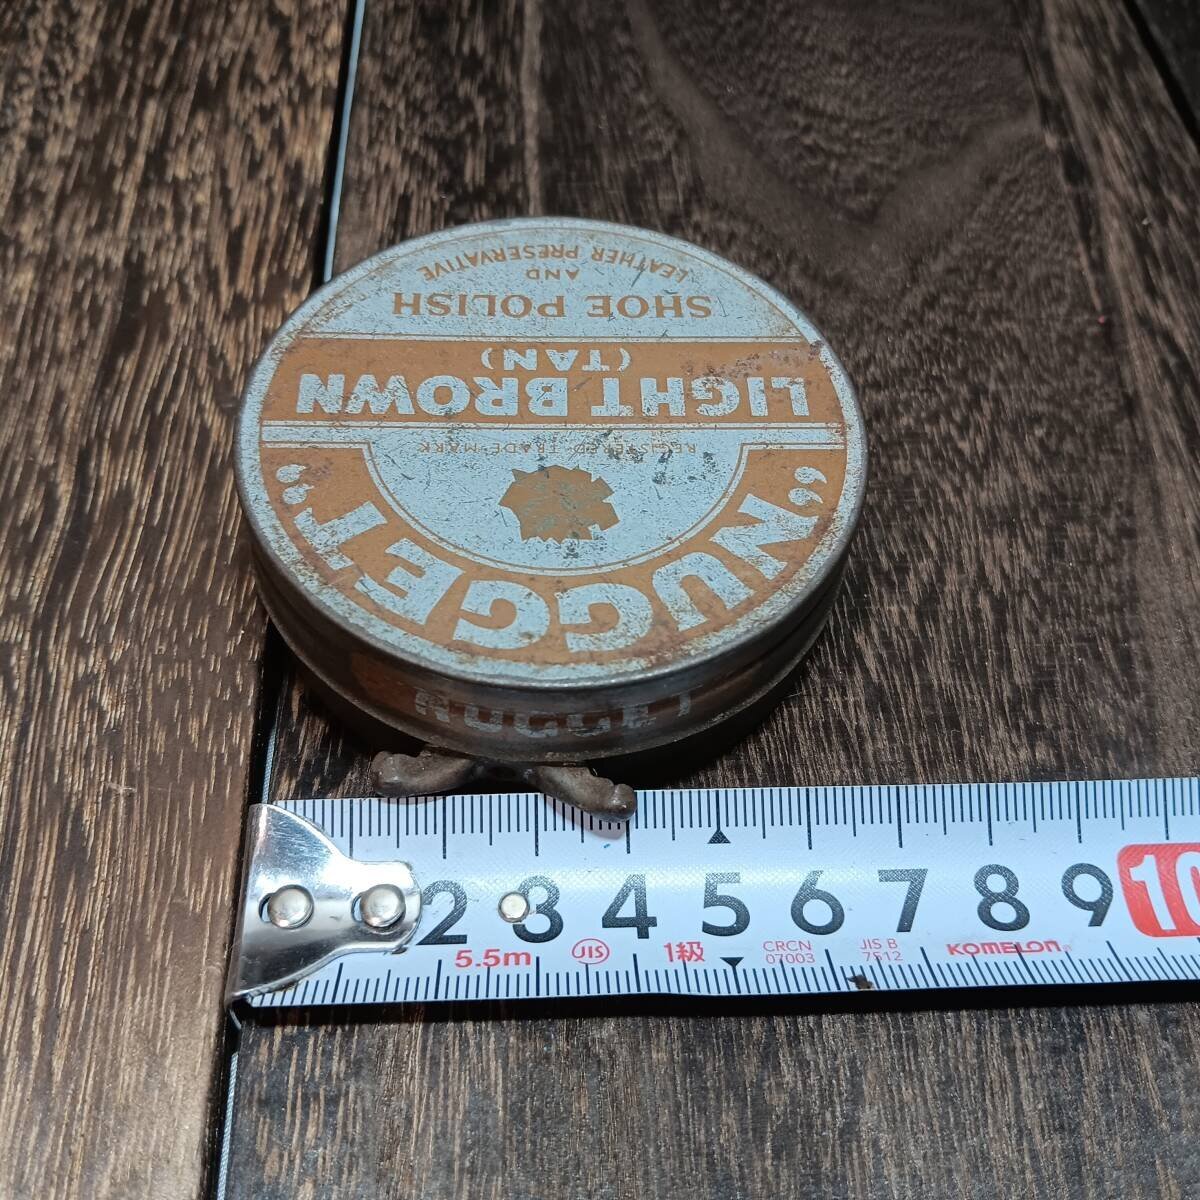 "NUGGET"
REGISTERED TRADE MARK
LIGHT BROWN
(TAN)
SHOE POLISH
AND
LEATHER PRESERVATIVE
2 3 4 5 6 7 8 9 10
5.5m JIS 1級 CRCN 07003 JIS B 7512 KOMELON